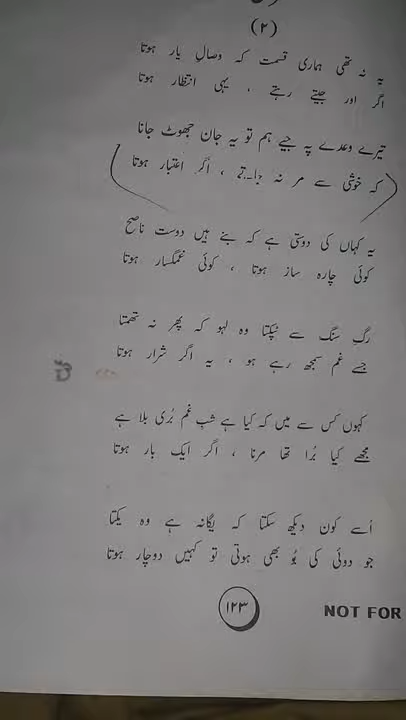 (۲)
یہ نہ تھی ہماری قسمت کہ وصالِ یار ہوتا
اگر اور جیتے رہتے ، یہی انتظار ہوتا
تیرے وعدے پہ جیے ہم تو یہ جان جھوٹ جانا
کہ خوشی سے مر نہ جاتے ، اگر اعتبار ہوتا
یہ کہاں کی دوستی ہے کہ بنے ہیں دوست ناصح
کوئی چارہ ساز ہوتا ، کوئی غمگسار ہوتا
رگِ سنگ سے ٹپکتا وہ لہو کہ پھر نہ تھمتا
جسے غم سمجھ رہے ہو ، یہ اگر شرار ہوتا
کہوں کس سے میں کہ کیا ہے شبِ غم بُری بلا ہے
مجھے کیا بُرا تھا مرنا ، اگر ایک بار ہوتا
اُسے کون دیکھ سکتا کہ یگانہ ہے وہ یکتا
جو دوئی کی بُو بھی ہوتی تو کہیں دوچار ہوتا
۱۲۳
NOT FOR